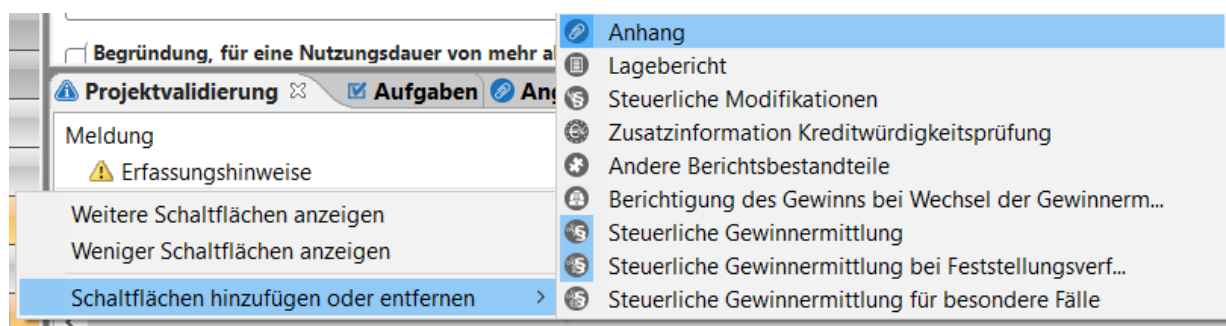 Begründung, für eine Nutzungsdauer von mehr
Projektvalidierung
Aufgaben
Meldung
Erfassungshinweise
Weitere Schaltflächen anzeigen
Weniger Schaltflächen anzeigen
Schaltflächen hinzufügen oder entfernen
Anhang
Lagebericht
Steuerliche Modifikationen
Zusatzinformation Kreditwürdigkeitsprüfung
Andere Berichtsbestandteile
Berichtigung des Gewinns bei Wechsel der Gewinnerm...
Steuerliche Gewinnermittlung
Steuerliche Gewinnermittlung bei Feststellungsverf...
Steuerliche Gewinnermittlung für besondere Fälle